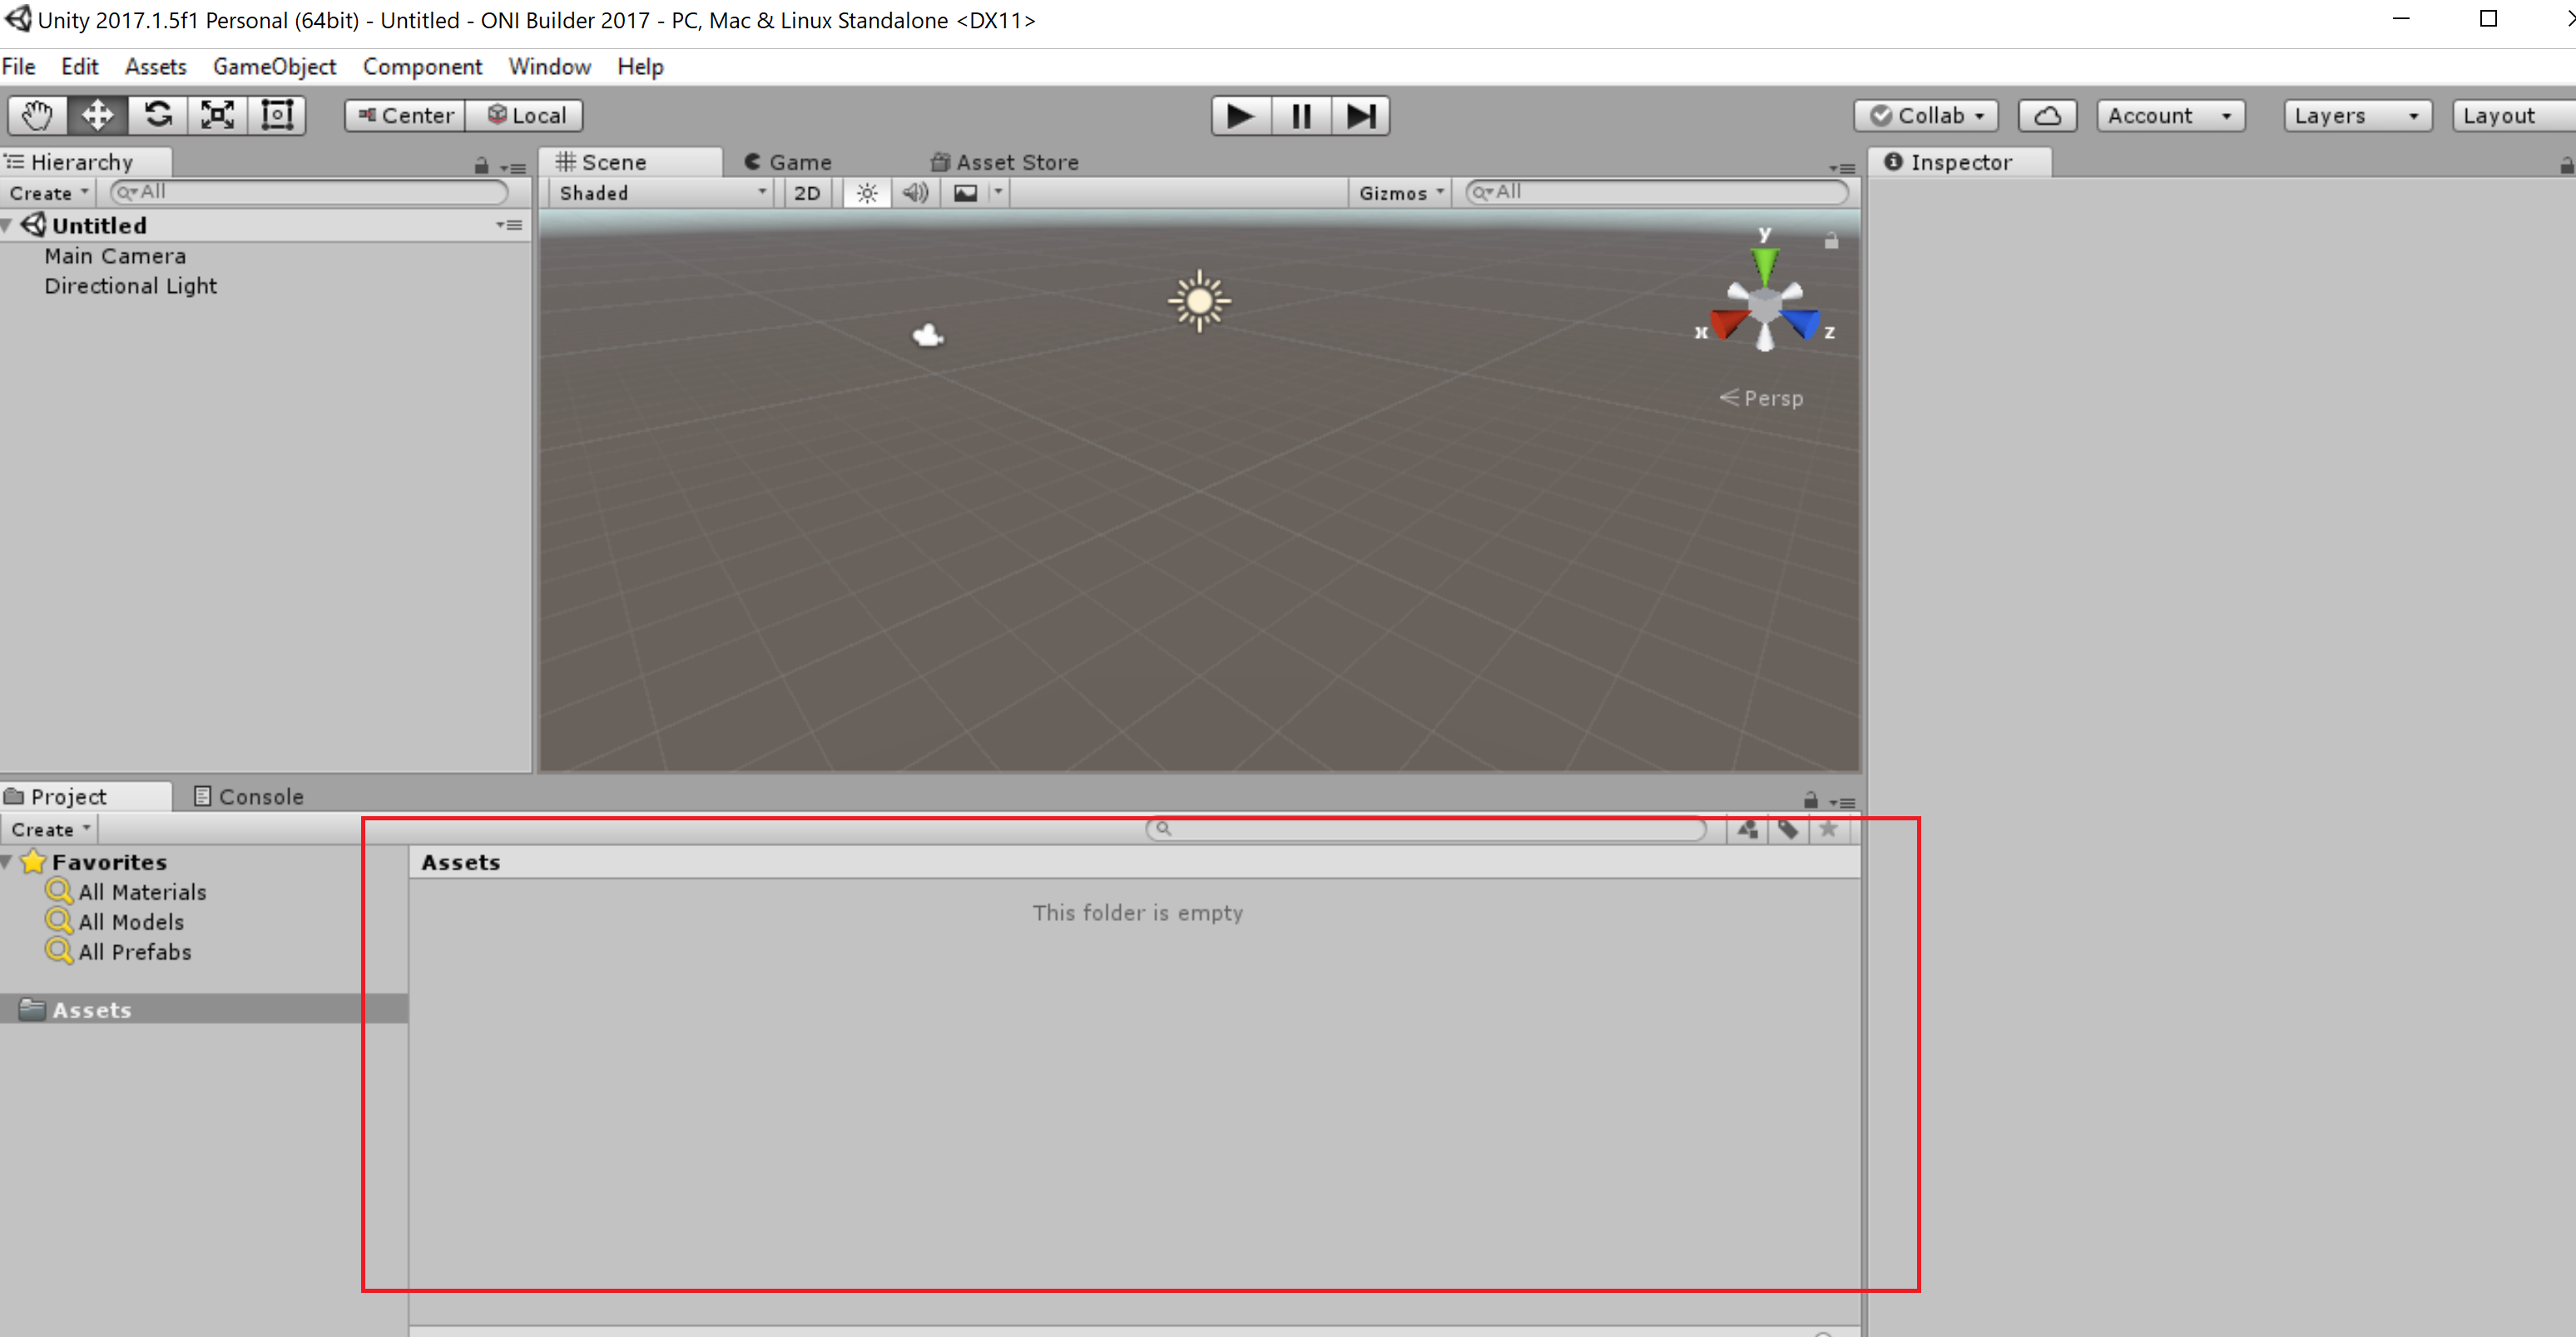 Unity 2017.1.5f1 Personal (64bit) - Untitled - ONI Builder 2017 - PC, Mac & Linux Standalone <DX11>
File Edit Assets GameObject Component Window Help
Center Local Collab Account Layers Layout
Hierarchy
Create All
Untitled
Main Camera
Directional Light
Scene Game Asset Store
Shaded 2D Gizmos All
y
x z
Persp
Inspector
Project Console
Create
Favorites
All Materials
All Models
All Prefabs
Assets
Assets
This folder is empty